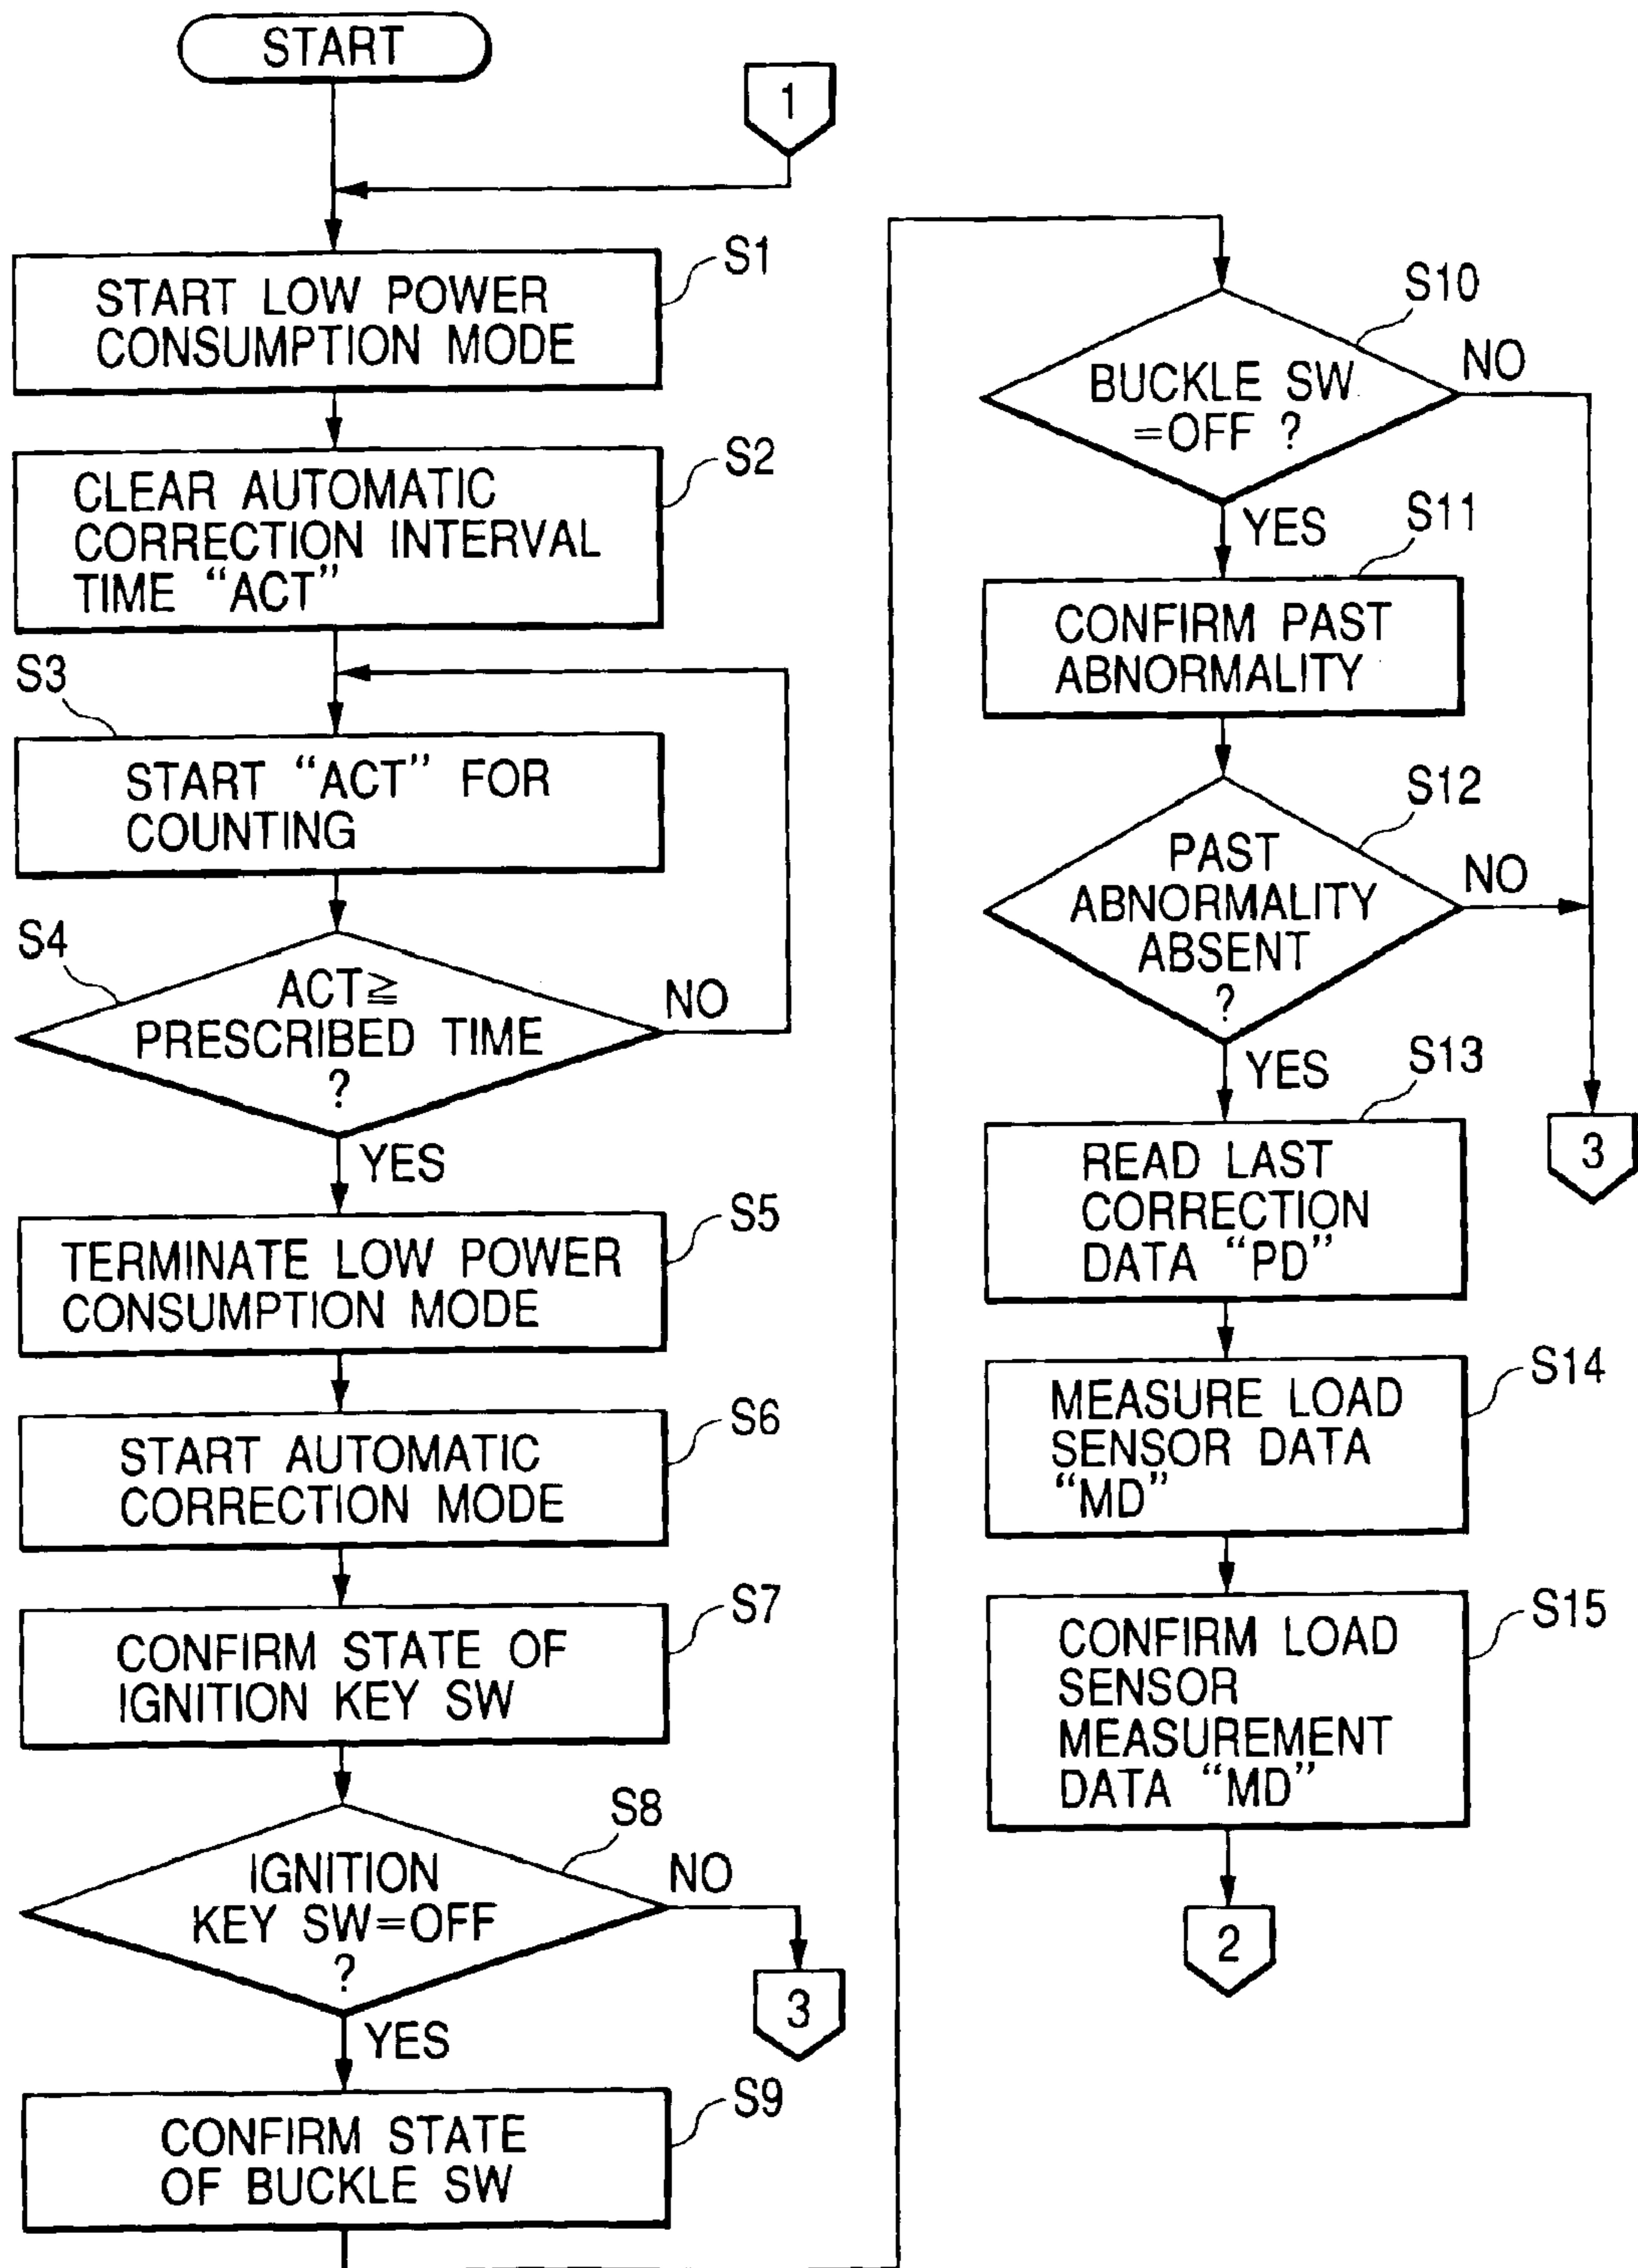 START
1
S1
START LOW POWER
CONSUMPTION MODE
S2
CLEAR AUTOMATIC
CORRECTION INTERVAL
TIME “ACT”
S3
START “ACT” FOR
COUNTING
S4
ACT≧
PRESCRIBED TIME
?
NO
YES
S5
TERMINATE LOW POWER
CONSUMPTION MODE
S6
START AUTOMATIC
CORRECTION MODE
S7
CONFIRM STATE OF
IGNITION KEY SW
S8
IGNITION
KEY SW=OFF
?
NO
3
YES
S9
CONFIRM STATE
OF BUCKLE SW
S10
BUCKLE SW
=OFF ?
NO
YES
S11
CONFIRM PAST
ABNORMALITY
S12
PAST
ABNORMALITY
ABSENT
?
NO
YES
3
S13
READ LAST
CORRECTION
DATA “PD”
S14
MEASURE LOAD
SENSOR DATA
“MD”
S15
CONFIRM LOAD
SENSOR
MEASUREMENT
DATA “MD”
2